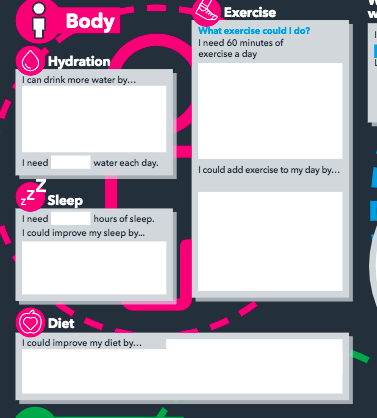 Body
Hydration
I can drink more water by...
I need water each day.
zzZ
Sleep
I need hours of sleep.
I could improve my sleep by...
Exercise
What exercise could I do?
I need 60 minutes of
exercise a day
I could add exercise to my day by...
Diet
I could improve my diet by...